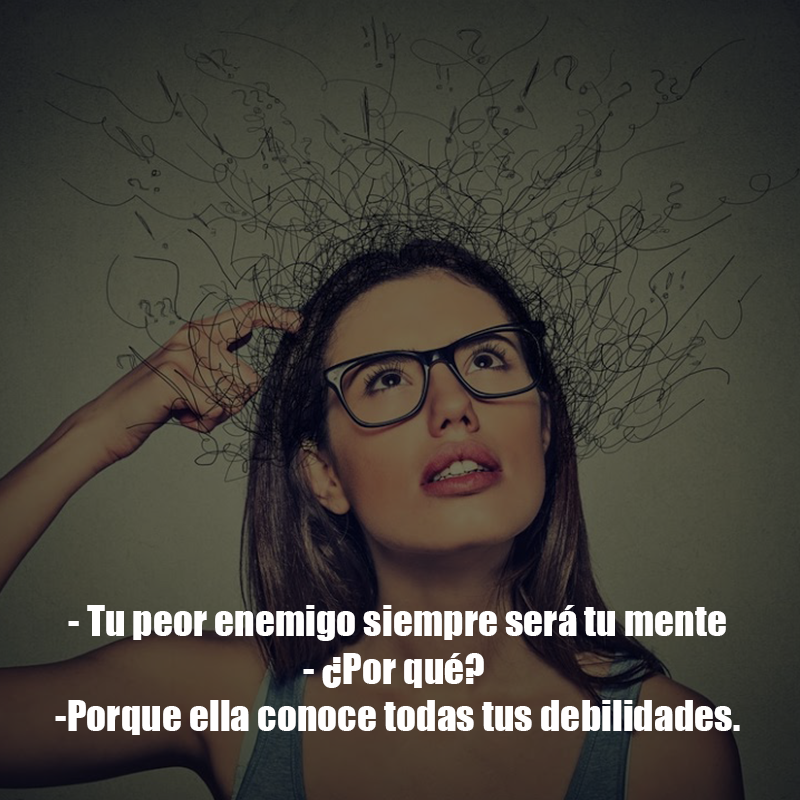 - Tu peor enemigo siempre será tu mente
- ¿Por qué?
-Porque ella conoce todas tus debilidades.